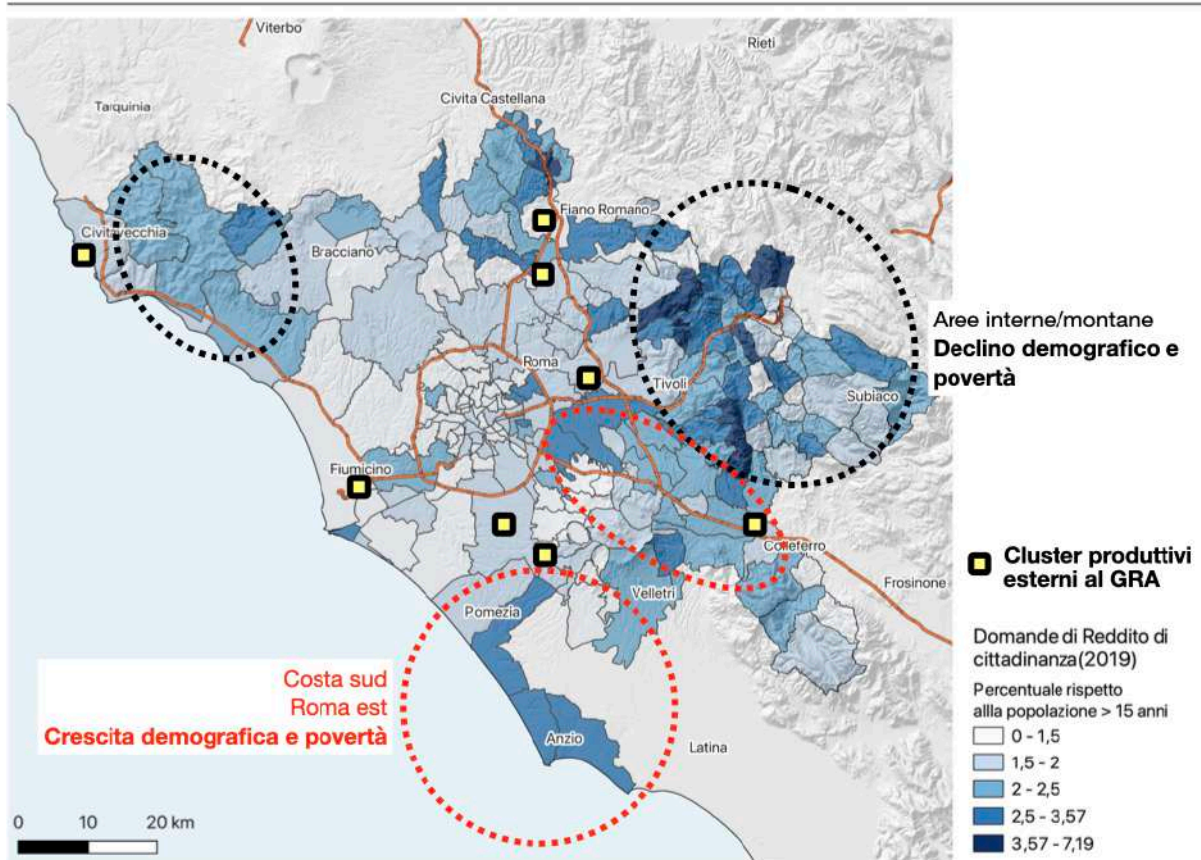 Viterbo
Rieti
Tarquinia
Civita Castellana
Fiano Romano
Civitavecchia
Bracciano
Aree interne/montane
Declino demografico e
povertà
Roma
Tivoli
Subiaco
Fiumicino
Colleferro
Cluster produttivi
esterni al GRA
Frosinone
Velletri
Pomezia
Domande di Reddito di
cittadinanza(2019)
Costa sud
Roma est
Crescita demografica e povertà
Percentuale rispetto
allla popolazione > 15 anni
0 - 1,5
1,5 - 2
2 - 2,5
2,5 - 3,57
3,57 - 7,19
Anzio
Latina
0 10 20 km